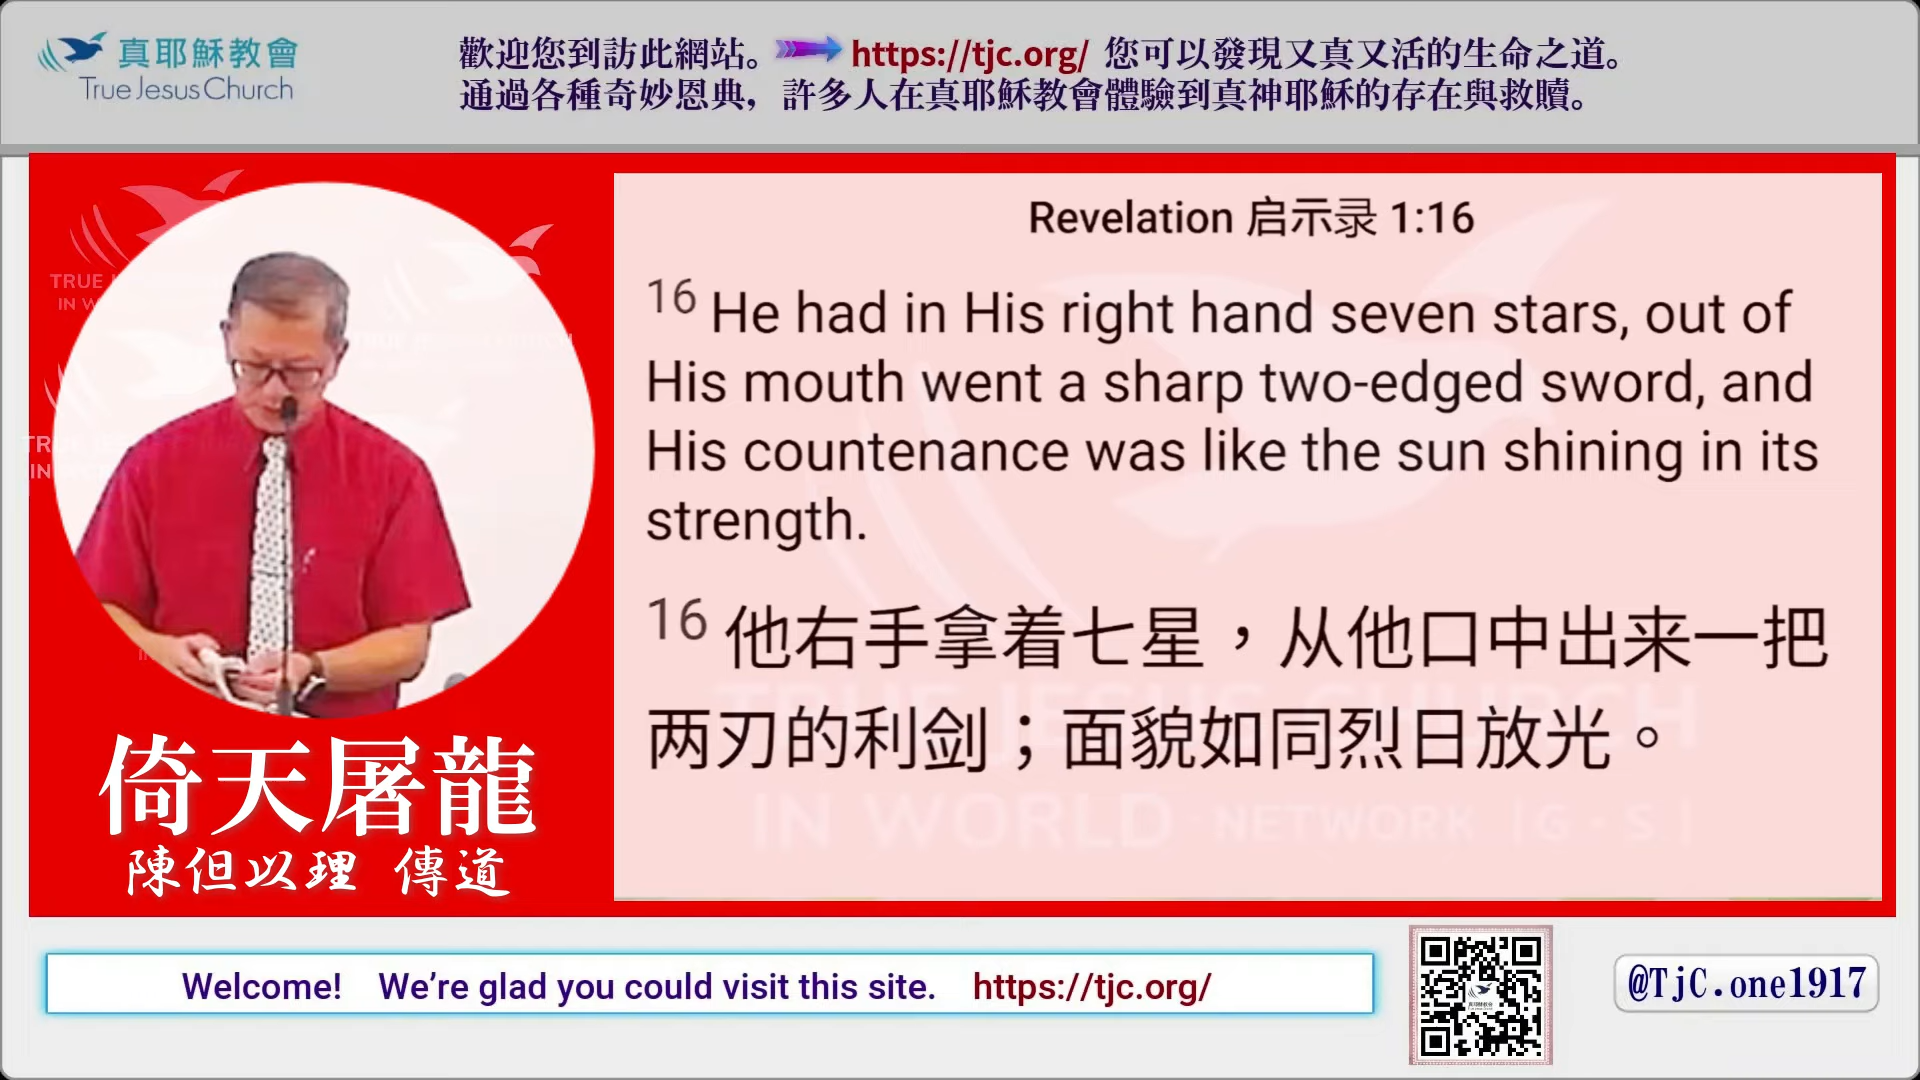 真耶穌教會
True Jesus Church
歡迎您到訪此網站。 https://tjc.org/ 您可以發現又真又活的生命之道。
通過各種奇妙恩典，許多人在真耶穌教會體驗到真神耶穌的存在與救贖。
Revelation 启示录 1:16
16 He had in His right hand seven stars, out of
His mouth went a sharp two-edged sword, and
His countenance was like the sun shining in its
strength.
16 他右手拿着七星，从他口中出来一把
两刃的利剑；面貌如同烈日放光。
TRUE JESUS CHURCH
IN WORLD NETWORK | G · S |
倚天屠龍
陳但以理 傳道
Welcome! We’re glad you could visit this site. https://tjc.org/
@TjC.one1917